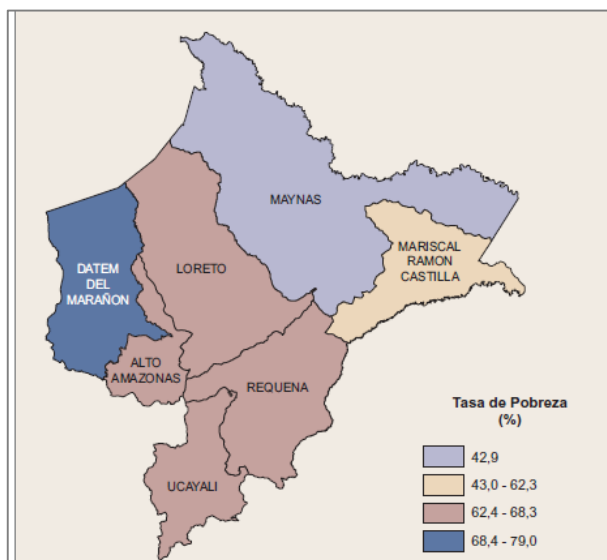 MAYNAS
MARISCAL
RAMON
CASTILLA
DATEM
DEL
MARAÑON
LORETO
ALTO
AMAZONAS
REQUENA
UCAYALI
Tasa de Pobreza
(%)
42,9
43,0 - 62,3
62,4 - 68,3
68,4 - 79,0